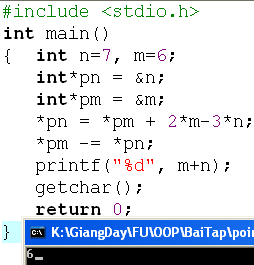 #include <stdio.h>
int main()
{ int n=7, m=6;
int*pn = &n;
int*pm = &m;
*pn = *pm + 2*m-3*n;
*pm -= *pn;
printf("%d", m+n);
getchar();
return 0;
}
K:\GiangDay\FU\OOP\BaiTap\poi
6